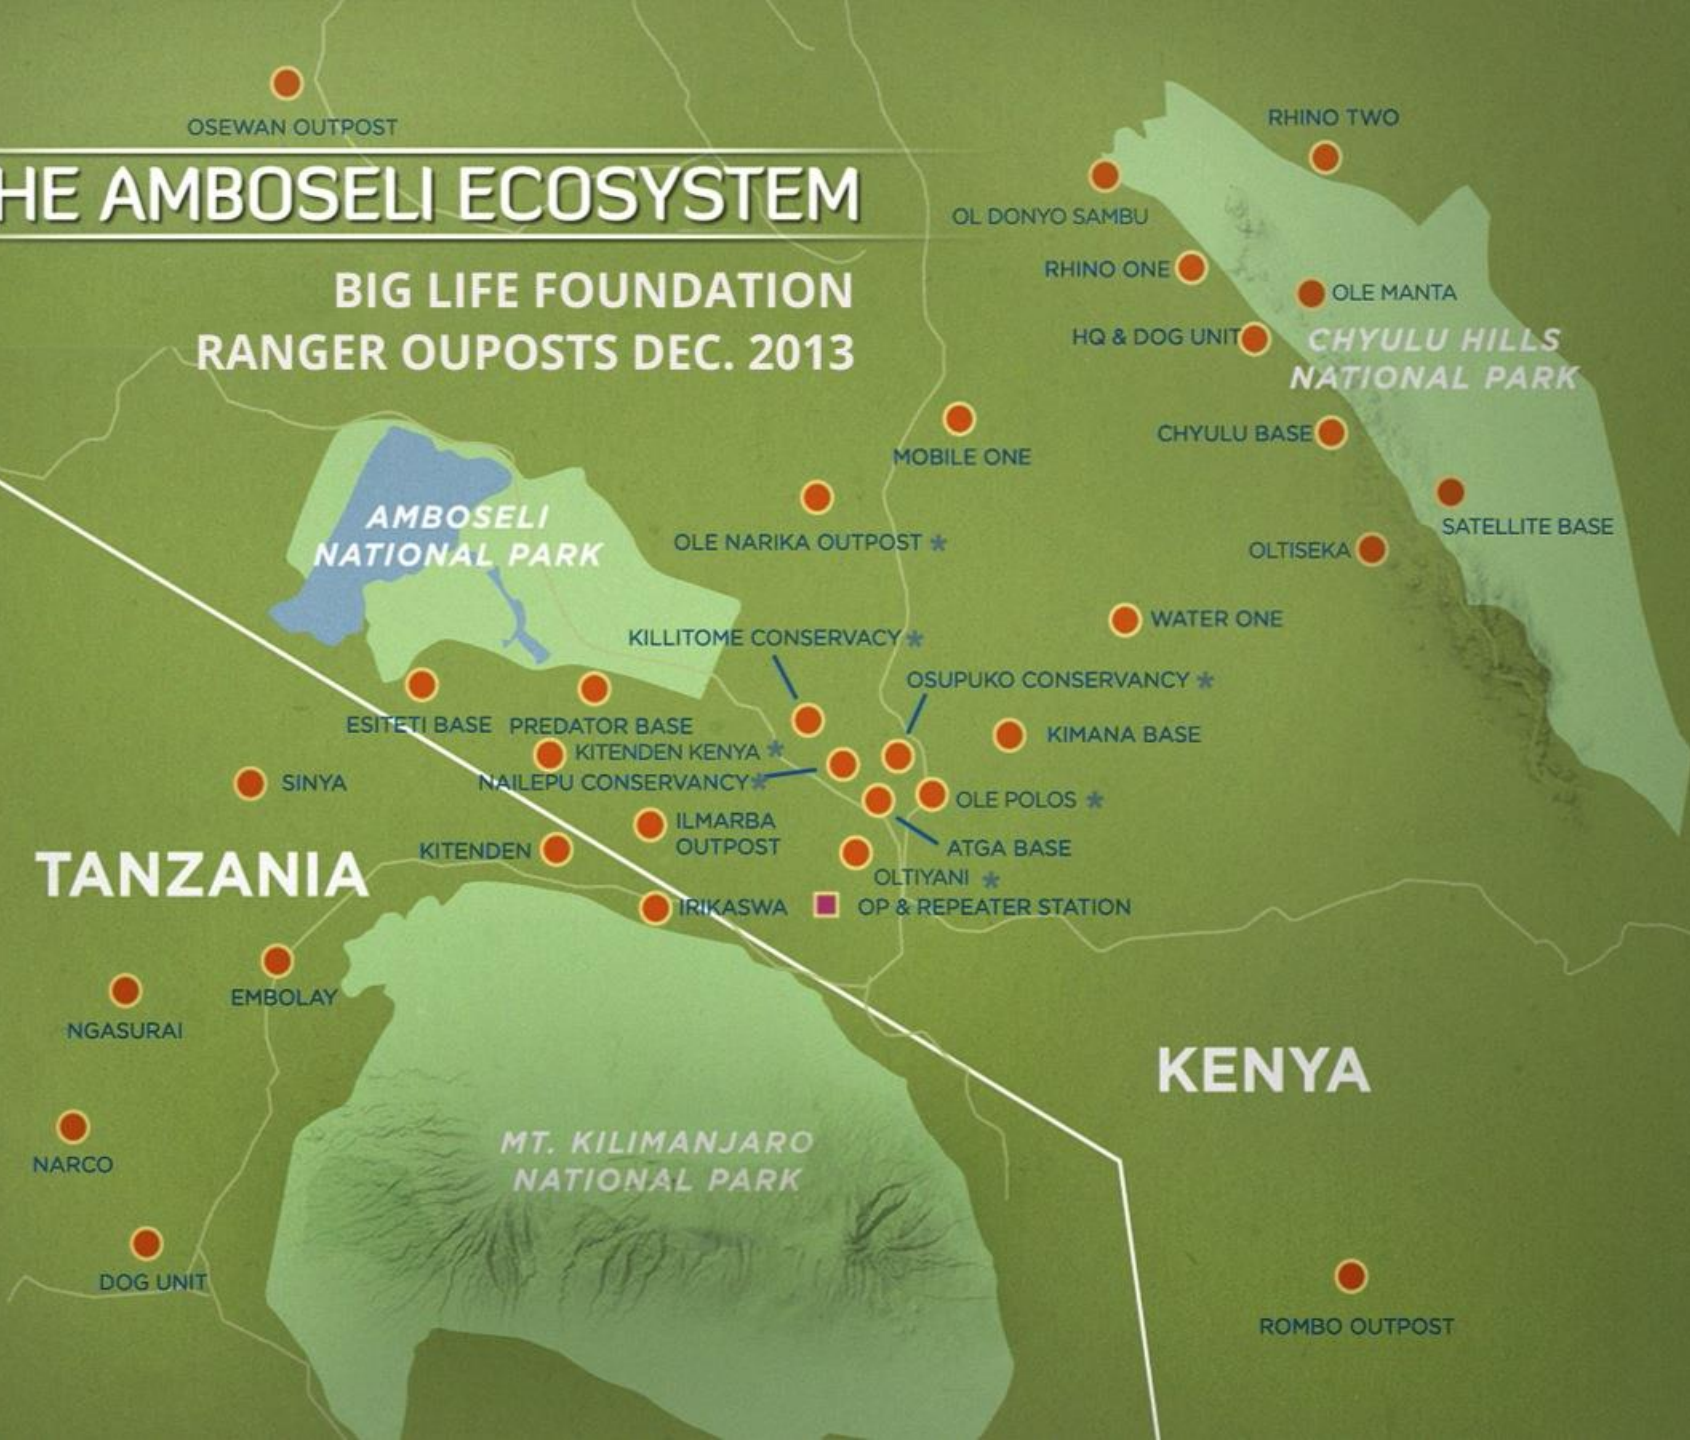 OSEWAN OUTPOST
HE AMBOSELI ECOSYSTEM
BIG LIFE FOUNDATION
RANGER OUPOSTS DEC. 2013
RHINO TWO
OL DONYO SAMBU
RHINO ONE
OLE MANTA
HQ & DOG UNIT
CHYULU HILLS
NATIONAL PARK
CHYULU BASE
MOBILE ONE
SATELLITE BASE
OLE NARIKA OUTPOST *
OLTISEKA
AMBOSELI
NATIONAL PARK
WATER ONE
KILLITOME CONSERVACY *
OSUPUKO CONSERVANCY *
ESITETI BASE
PREDATOR BASE
KIMANA BASE
KITENDEN KENYA *
NAILEPU CONSERVANCY*
SINYA
OLE POLOS *
ILMARBA
OUTPOST
KITENDEN
ATGA BASE
TANZANIA
OLTIYANI *
IRIKASWA
OP & REPEATER STATION
EMBOLAY
NGASURAI
KENYA
MT. KILIMANJARO
NATIONAL PARK
NARCO
DOG UNIT
ROMBO OUTPOST